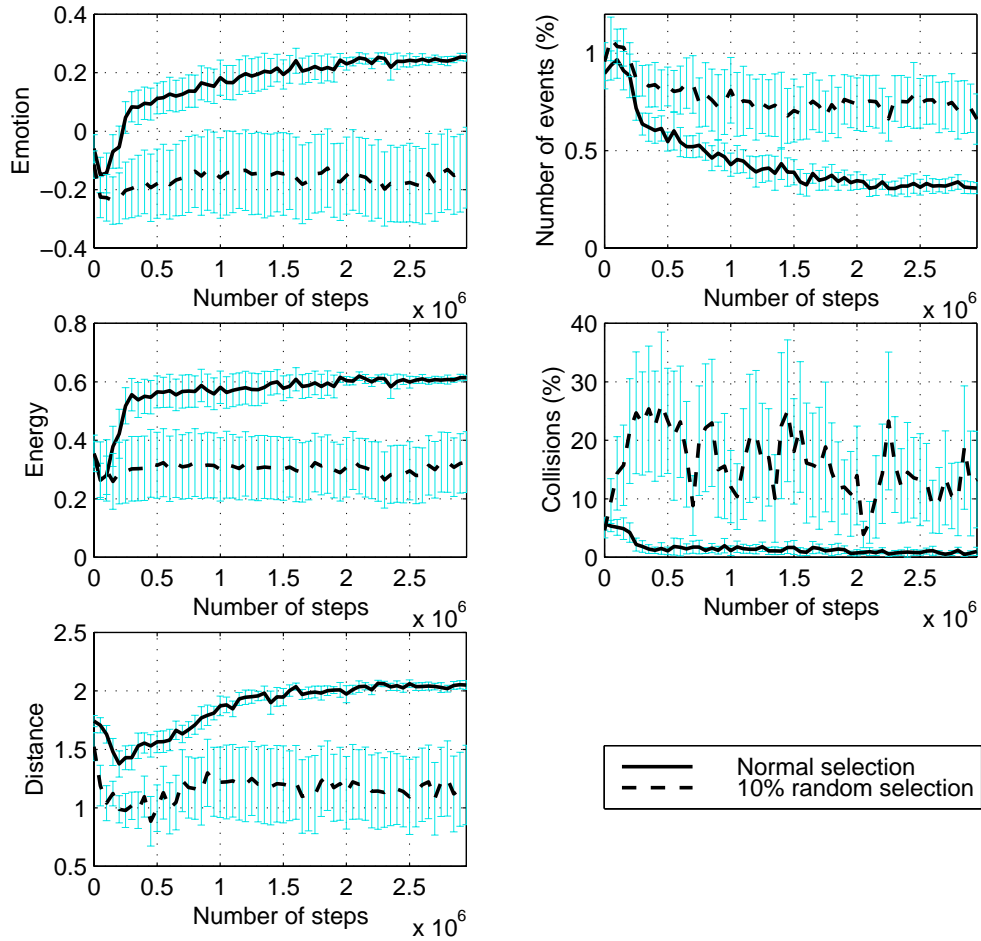 0.4
0.2
0
−0.2
−0.4
Emotion
0 0.5 1 1.5 2 2.5
Number of steps
x 10^6
1
0.5
0
Number of events (%)
0 0.5 1 1.5 2 2.5
Number of steps
x 10^6
0.8
0.6
0.4
0.2
0
Energy
0 0.5 1 1.5 2 2.5
Number of steps
x 10^6
40
30
20
10
0
Collisions (%)
0 0.5 1 1.5 2 2.5
Number of steps
x 10^6
2.5
2
1.5
1
0.5
Distance
0 0.5 1 1.5 2 2.5
Number of steps
x 10^6
Normal selection
10% random selection